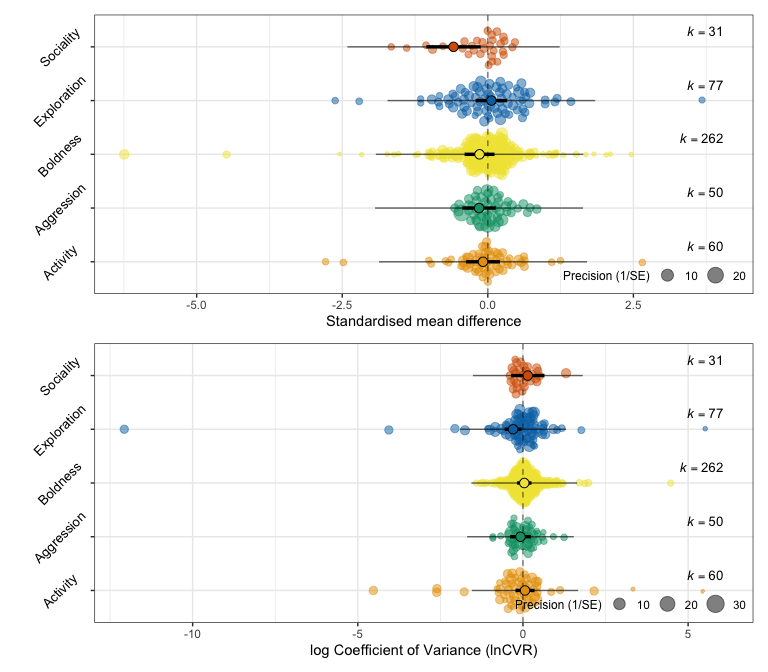 Sociality
k = 31
Exploration
k = 77
Boldness
k = 262
Aggression
k = 50
Activity
k = 60
Precision (1/SE) 10 20
-5.0 -2.5 0.0 2.5
Standardised mean difference
Sociality
k = 31
Exploration
k = 77
Boldness
k = 262
Aggression
k = 50
Activity
k = 60
Precision (1/SE) 10 20 30
-10 -5 0 5
log Coefficient of Variance (lnCVR)